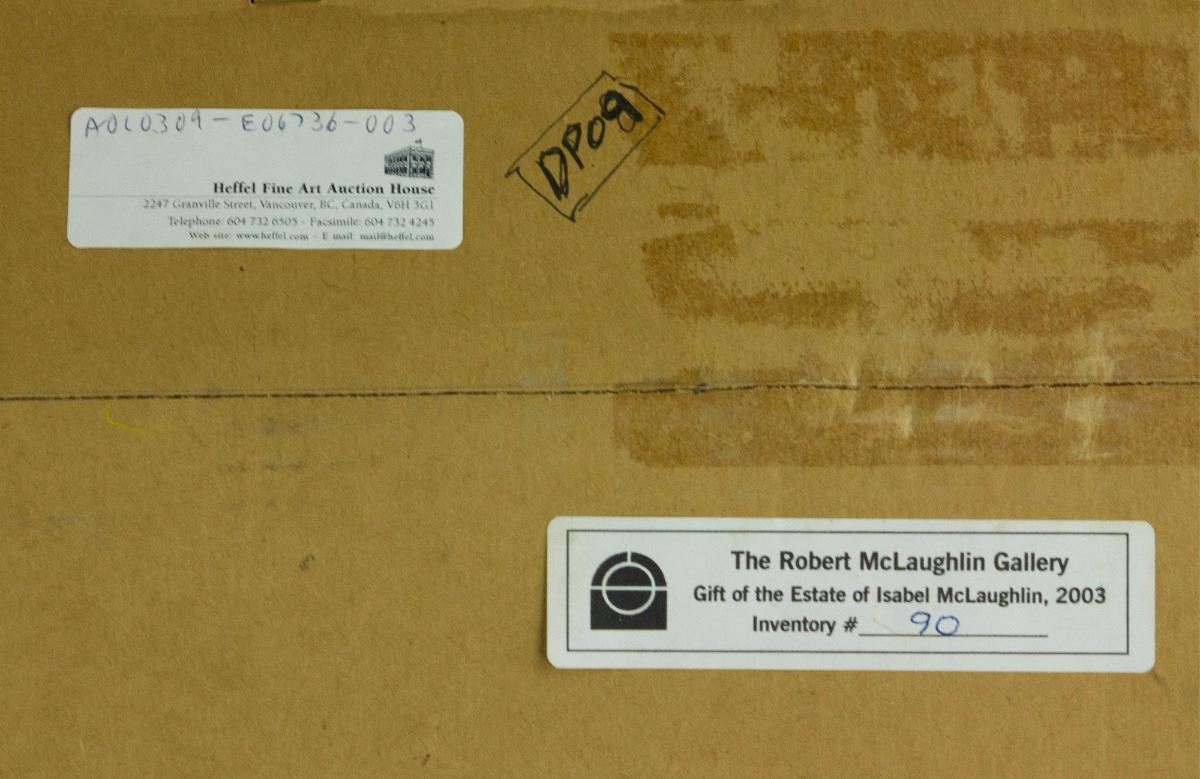 A0L0309-E06736-003
Heffel Fine Art Auction House
2247 Granville Street, Vancouver, BC, Canada, V6H 3G1
Telephone: 604 732 6505 · Facsimile: 604 732 4245
Web site: www.heffel.com · E mail: mail@heffel.com
DP09
The Robert McLaughlin Gallery
Gift of the Estate of Isabel McLaughlin, 2003
Inventory # 90